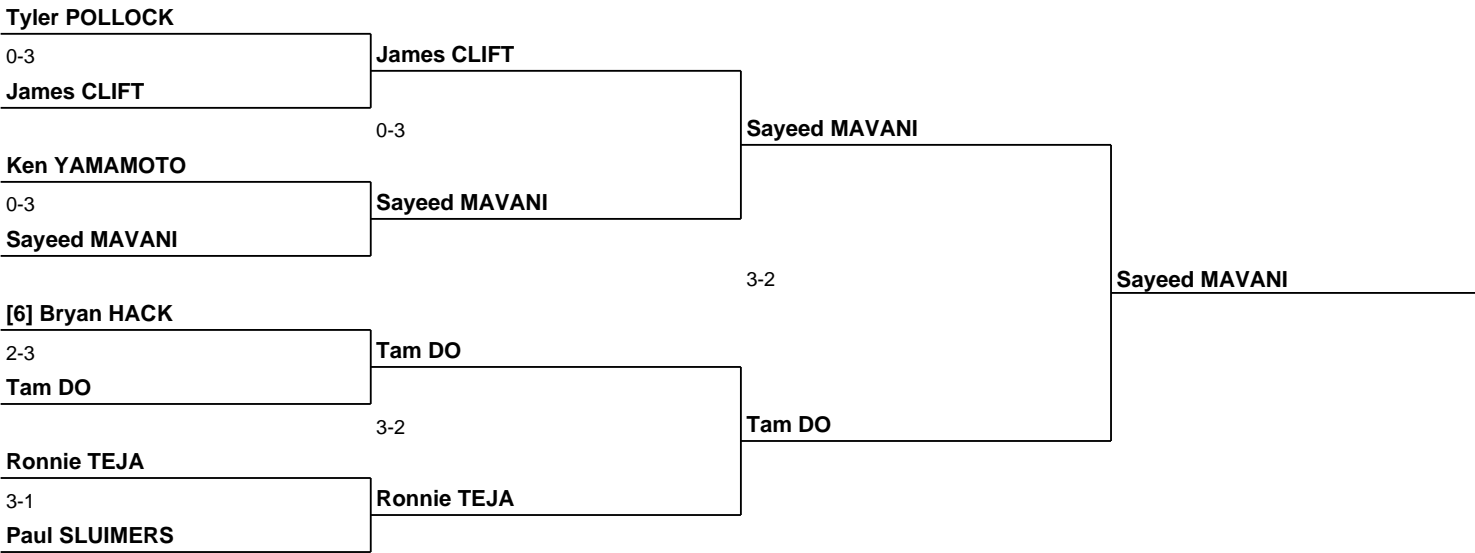 Tyler POLLOCK
0-3
James CLIFT
James CLIFT
0-3
Sayeed MAVANI
Ken YAMAMOTO
0-3
Sayeed MAVANI
Sayeed MAVANI
3-2
Sayeed MAVANI
[6] Bryan HACK
2-3
Tam DO
Tam DO
3-2
Tam DO
Ronnie TEJA
3-1
Ronnie TEJA
Paul SLUIMERS